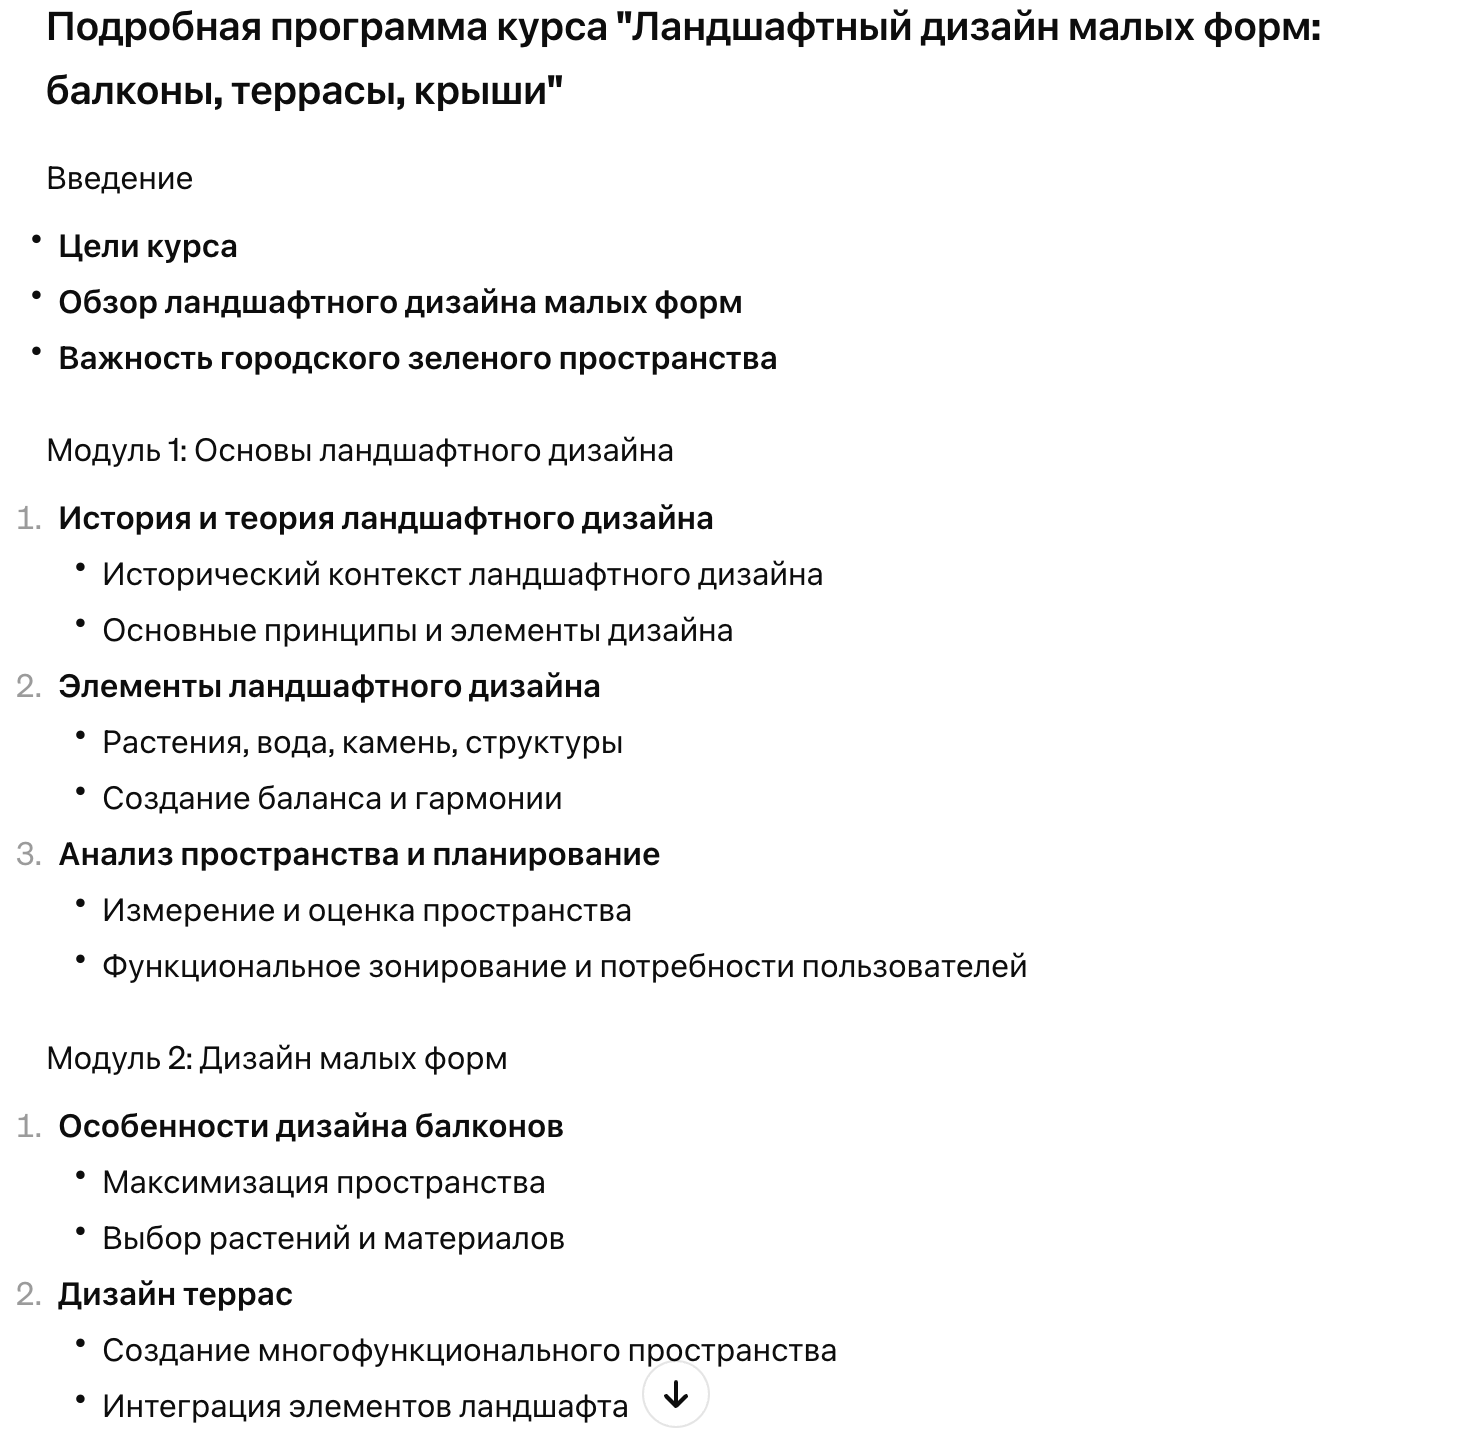 Подробная программа курса "Ландшафтный дизайн малых форм:
балконы, террасы, крыши"
Введение
• Цели курса
• Обзор ландшафтного дизайна малых форм
• Важность городского зеленого пространства
Модуль 1: Основы ландшафтного дизайна
1. История и теория ландшафтного дизайна
• Исторический контекст ландшафтного дизайна
• Основные принципы и элементы дизайна
2. Элементы ландшафтного дизайна
• Растения, вода, камень, структуры
• Создание баланса и гармонии
3. Анализ пространства и планирование
• Измерение и оценка пространства
• Функциональное зонирование и потребности пользователей
Модуль 2: Дизайн малых форм
1. Особенности дизайна балконов
• Максимизация пространства
• Выбор растений и материалов
2. Дизайн террас
• Создание многофункционального пространства
• Интеграция элементов ландшафта